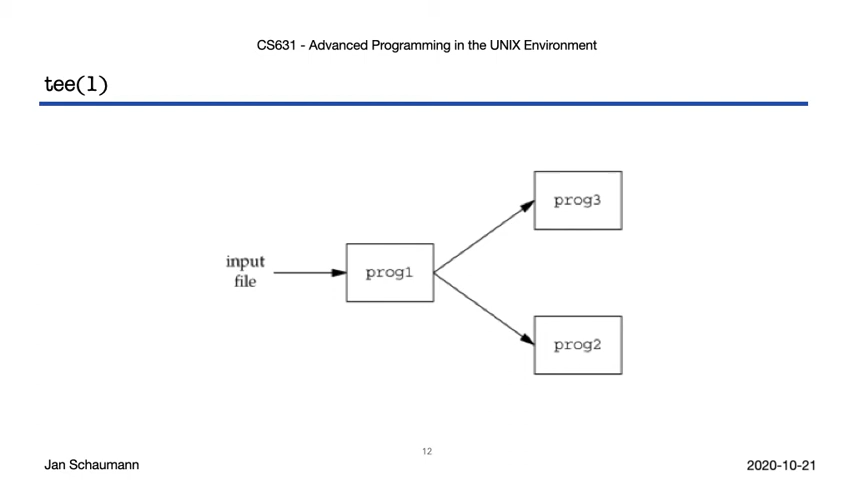 CS631 - Advanced Programming in the UNIX Environment
tee(1)
prog3
input
file
prog1
prog2
12
Jan Schaumann
2020-10-21